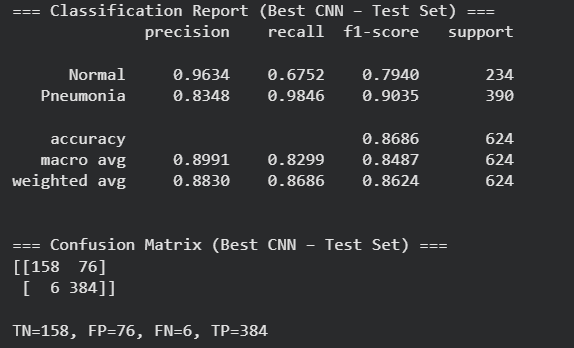 === Classification Report (Best CNN – Test Set) ===
precision recall f1-score support
Normal 0.9634 0.6752 0.7940 234
Pneumonia 0.8348 0.9846 0.9035 390
accuracy 0.8686 624
macro avg 0.8991 0.8299 0.8487 624
weighted avg 0.8830 0.8686 0.8624 624
=== Confusion Matrix (Best CNN – Test Set) ===
[[158 76]
[ 6 384]]
TN=158, FP=76, FN=6, TP=384